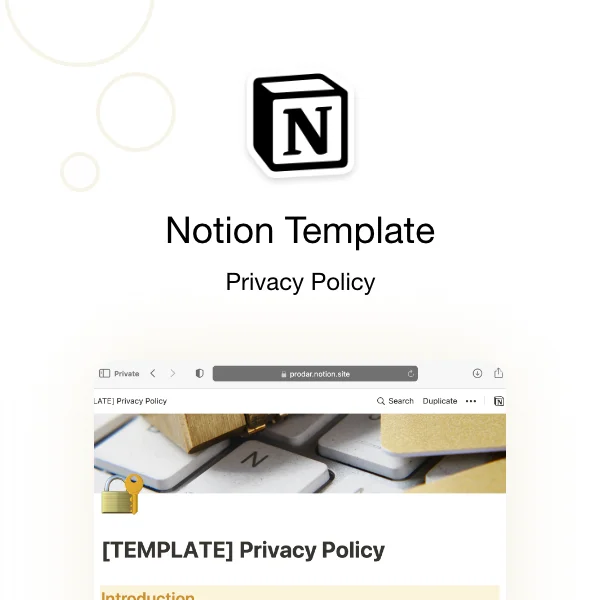 N
Notion Template
Privacy Policy
Private
prodar.notion.site
LATE] Privacy Policy
Search Duplicate
N
N
[TEMPLATE] Privacy Policy
Introduction